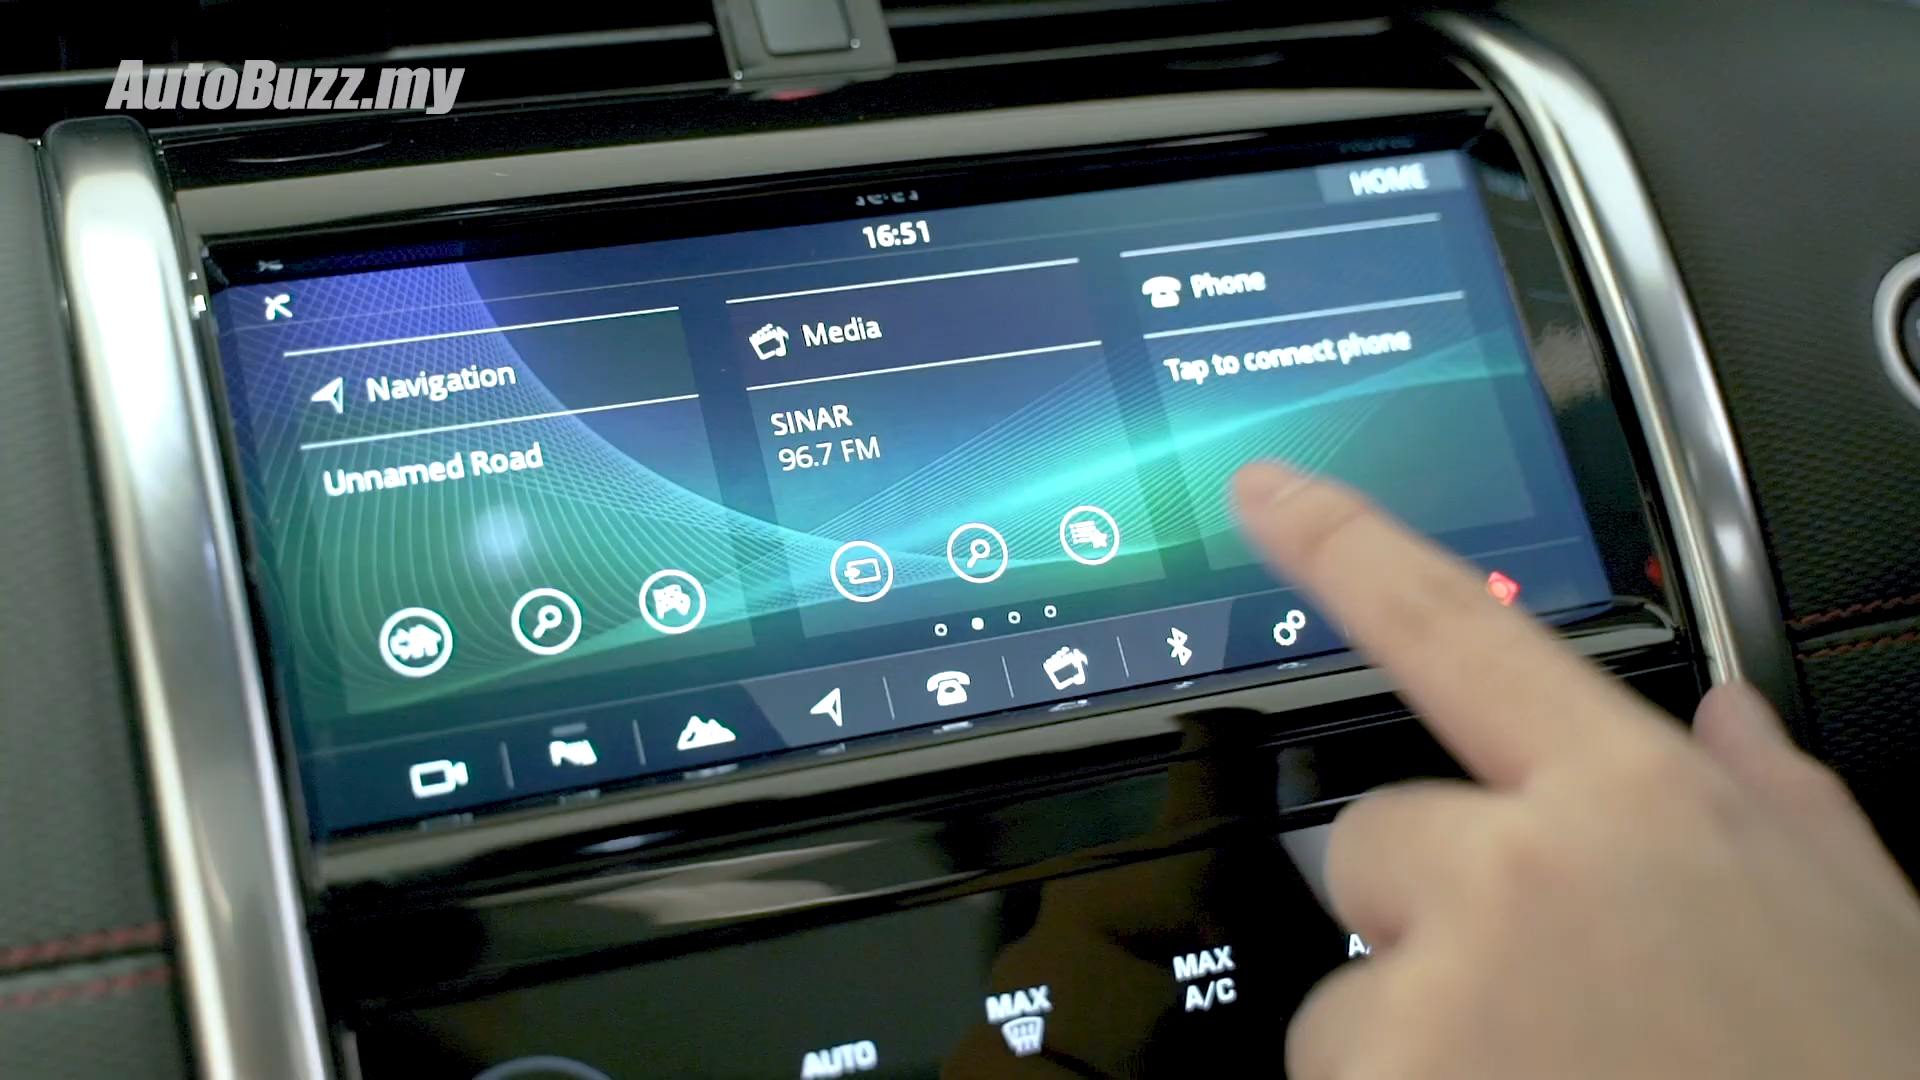 AutoBuzz.my
HOME
16:51
Navigation
Unnamed Road
Media
SINAR
96.7 FM
Phone
Tap to connect phone
AUTO
MAX
MAX
A/C